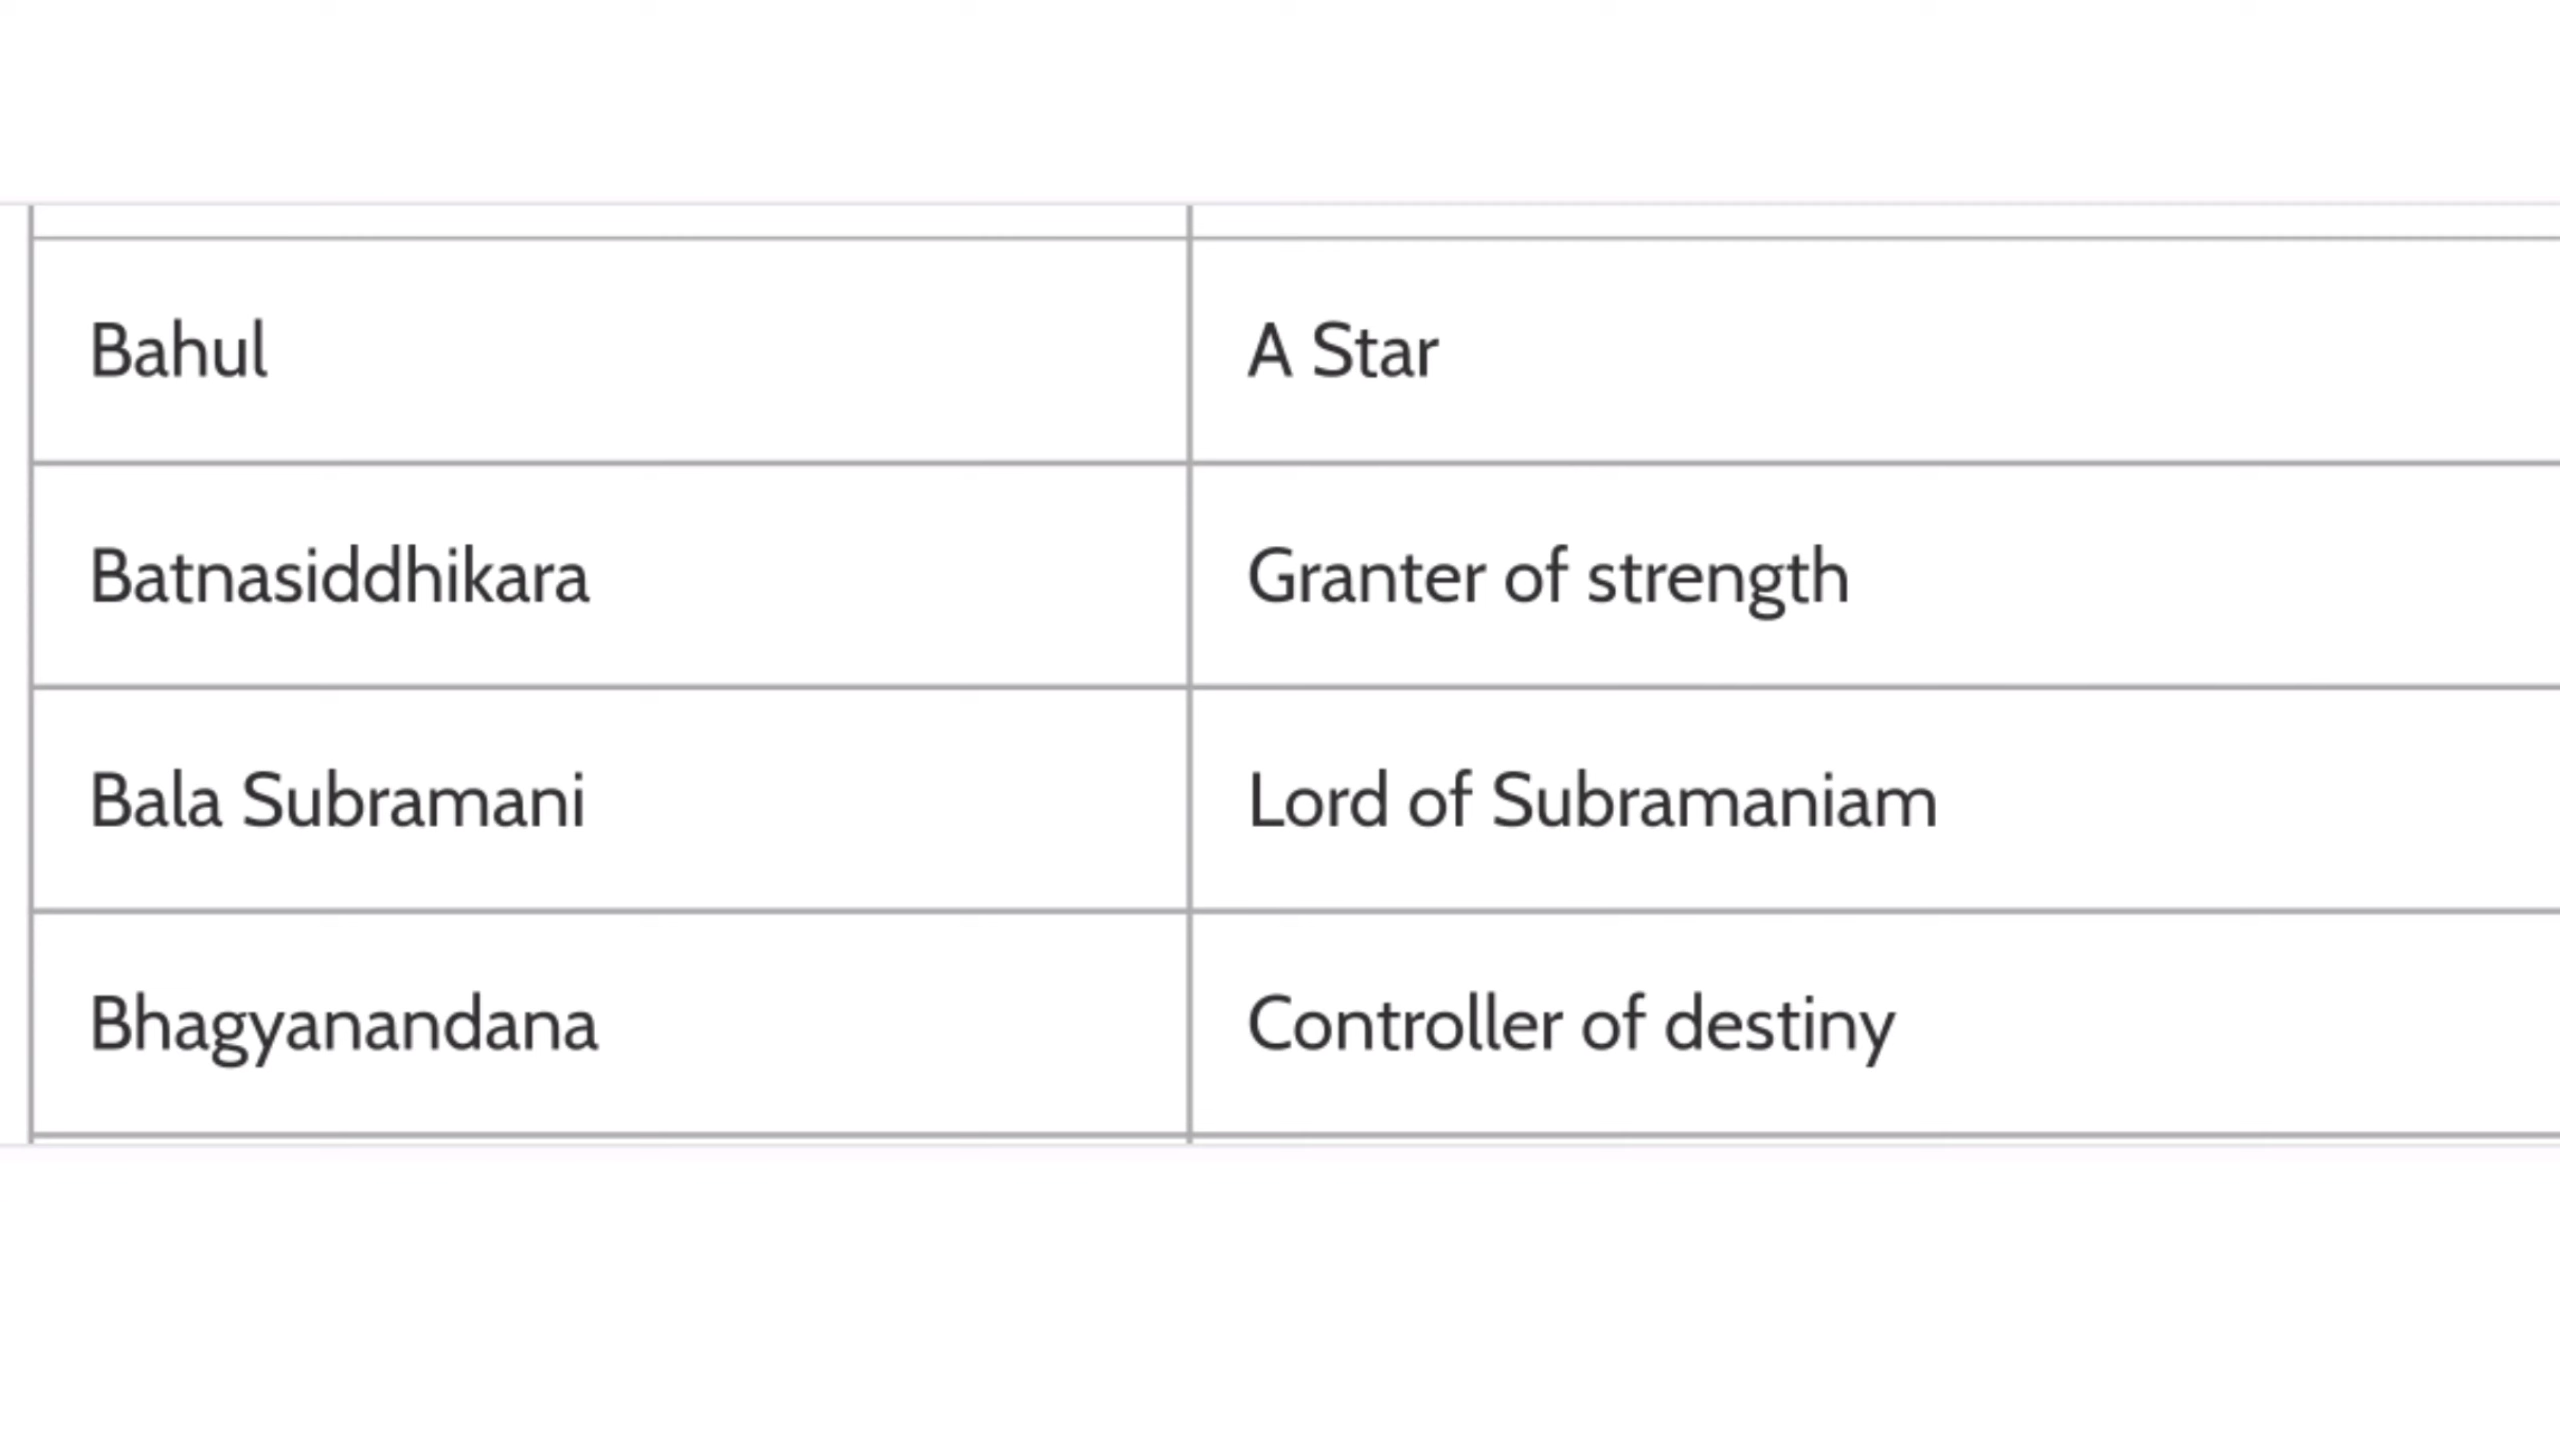 Bahul A Star
Batnasiddhikara Granter of strength
Bala Subramani Lord of Subramaniam
Bhagyanandana Controller of destiny